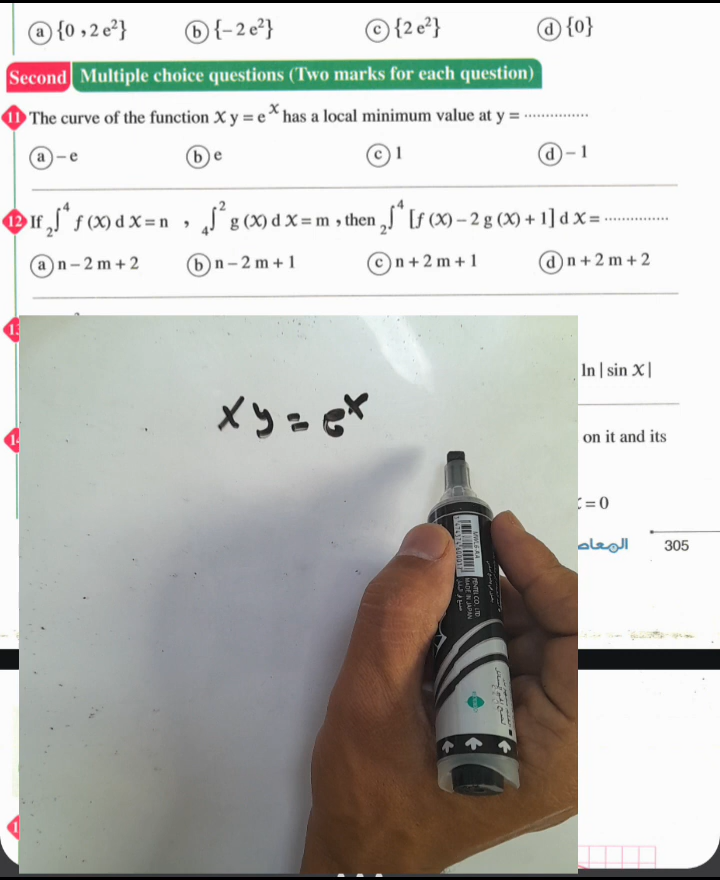 a {0 , 2 e²} b {– 2 e²} c {2 e²} d {0}
Second Multiple choice questions (Two marks for each question)
11 The curve of the function X y = e^X has a local minimum value at y = ...............
a – e b e c 1 d – 1
12 If ₂∫⁴ f (X) d X = n , ₄∫² g (X) d X = m , then ₂∫⁴ [f (X) – 2 g (X) + 1] d X = ...............
a n – 2 m + 2 b n – 2 m + 1 c n + 2 m + 1 d n + 2 m + 2
ln | sin X |
x y = e^x
on it and its
= 0
305
MADE IN JAPAN